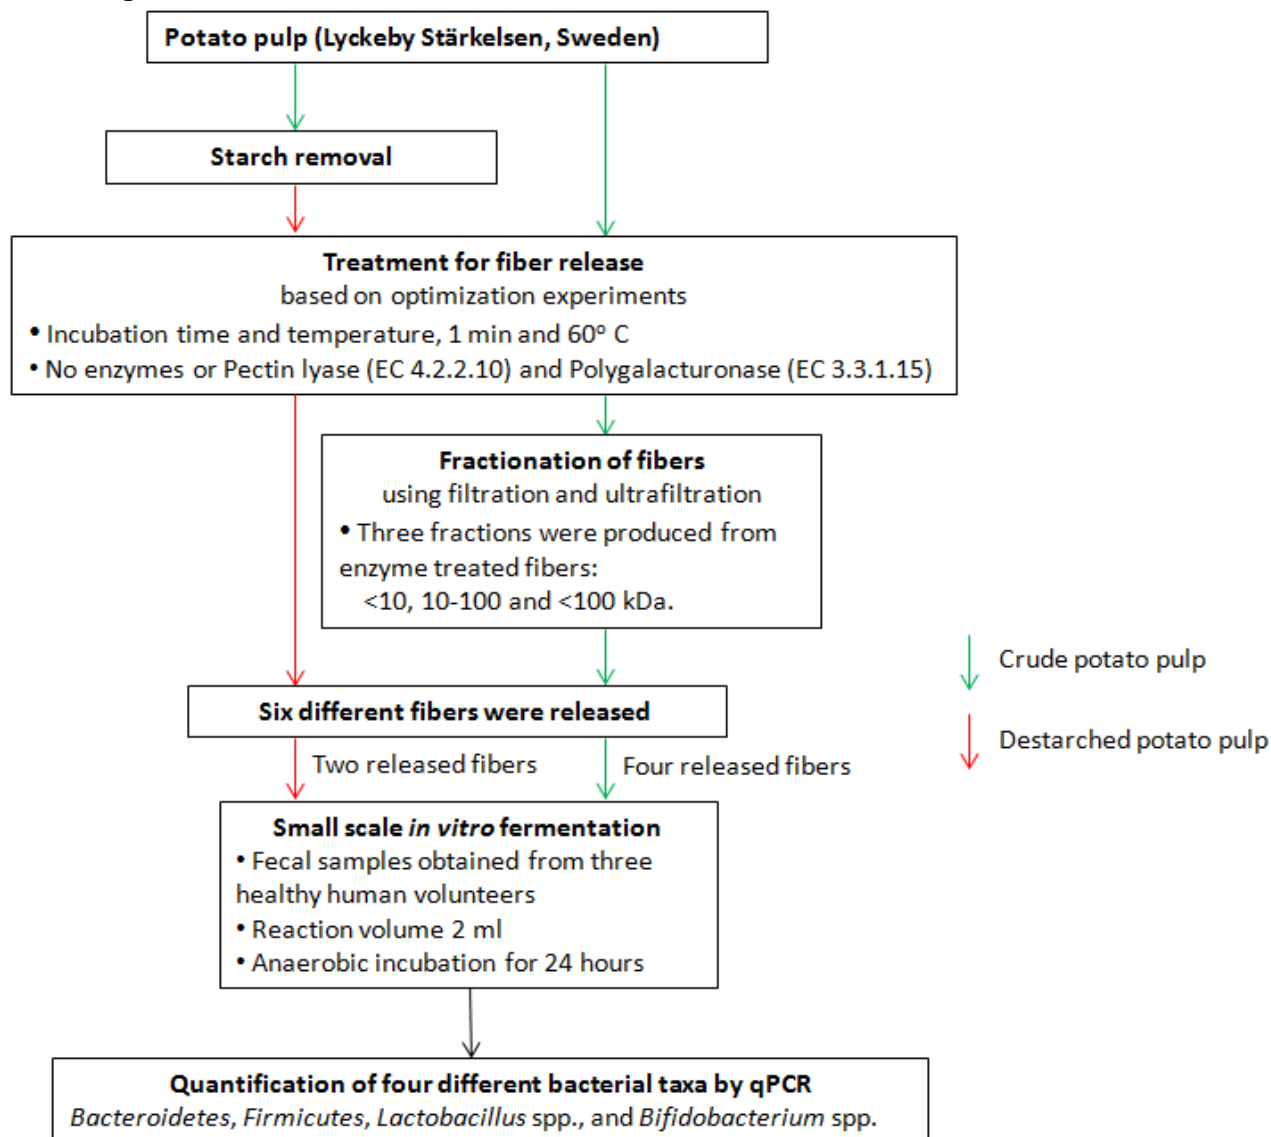 Potato pulp (Lyckeby Stärkelsen, Sweden)
Starch removal
Treatment for fiber release
based on optimization experiments
• Incubation time and temperature, 1 min and 60° C
• No enzymes or Pectin lyase (EC 4.2.2.10) and Polygalacturonase (EC 3.3.1.15)
Fractionation of fibers
using filtration and ultrafiltration
• Three fractions were produced from
enzyme treated fibers:
<10, 10-100 and <100 kDa.
Crude potato pulp
Destarched potato pulp
Six different fibers were released
Two released fibers
Four released fibers
Small scale in vitro fermentation
• Fecal samples obtained from three
healthy human volunteers
• Reaction volume 2 ml
• Anaerobic incubation for 24 hours
Quantification of four different bacterial taxa by qPCR
Bacteroidetes, Firmicutes, Lactobacillus spp., and Bifidobacterium spp.